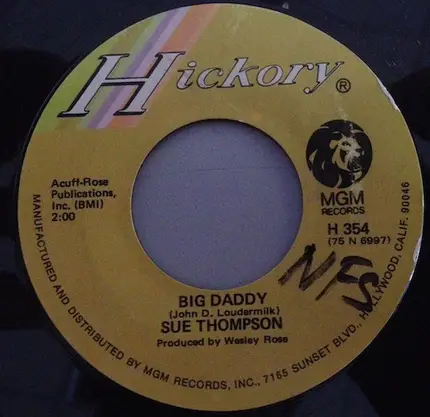 Hickory®
Acuff-Rose
Publications,
Inc. (BMI)
2:00
MGM
RECORDS
H 354
(75 N 6997)
NFS
BIG DADDY
(John D. Loudermilk)
SUE THOMPSON
Produced by Wesley Rose
MANUFACTURED AND DISTRIBUTED BY MGM RECORDS, INC., 7165 SUNSET BLVD., HOLLYWOOD, CALIF. 90046